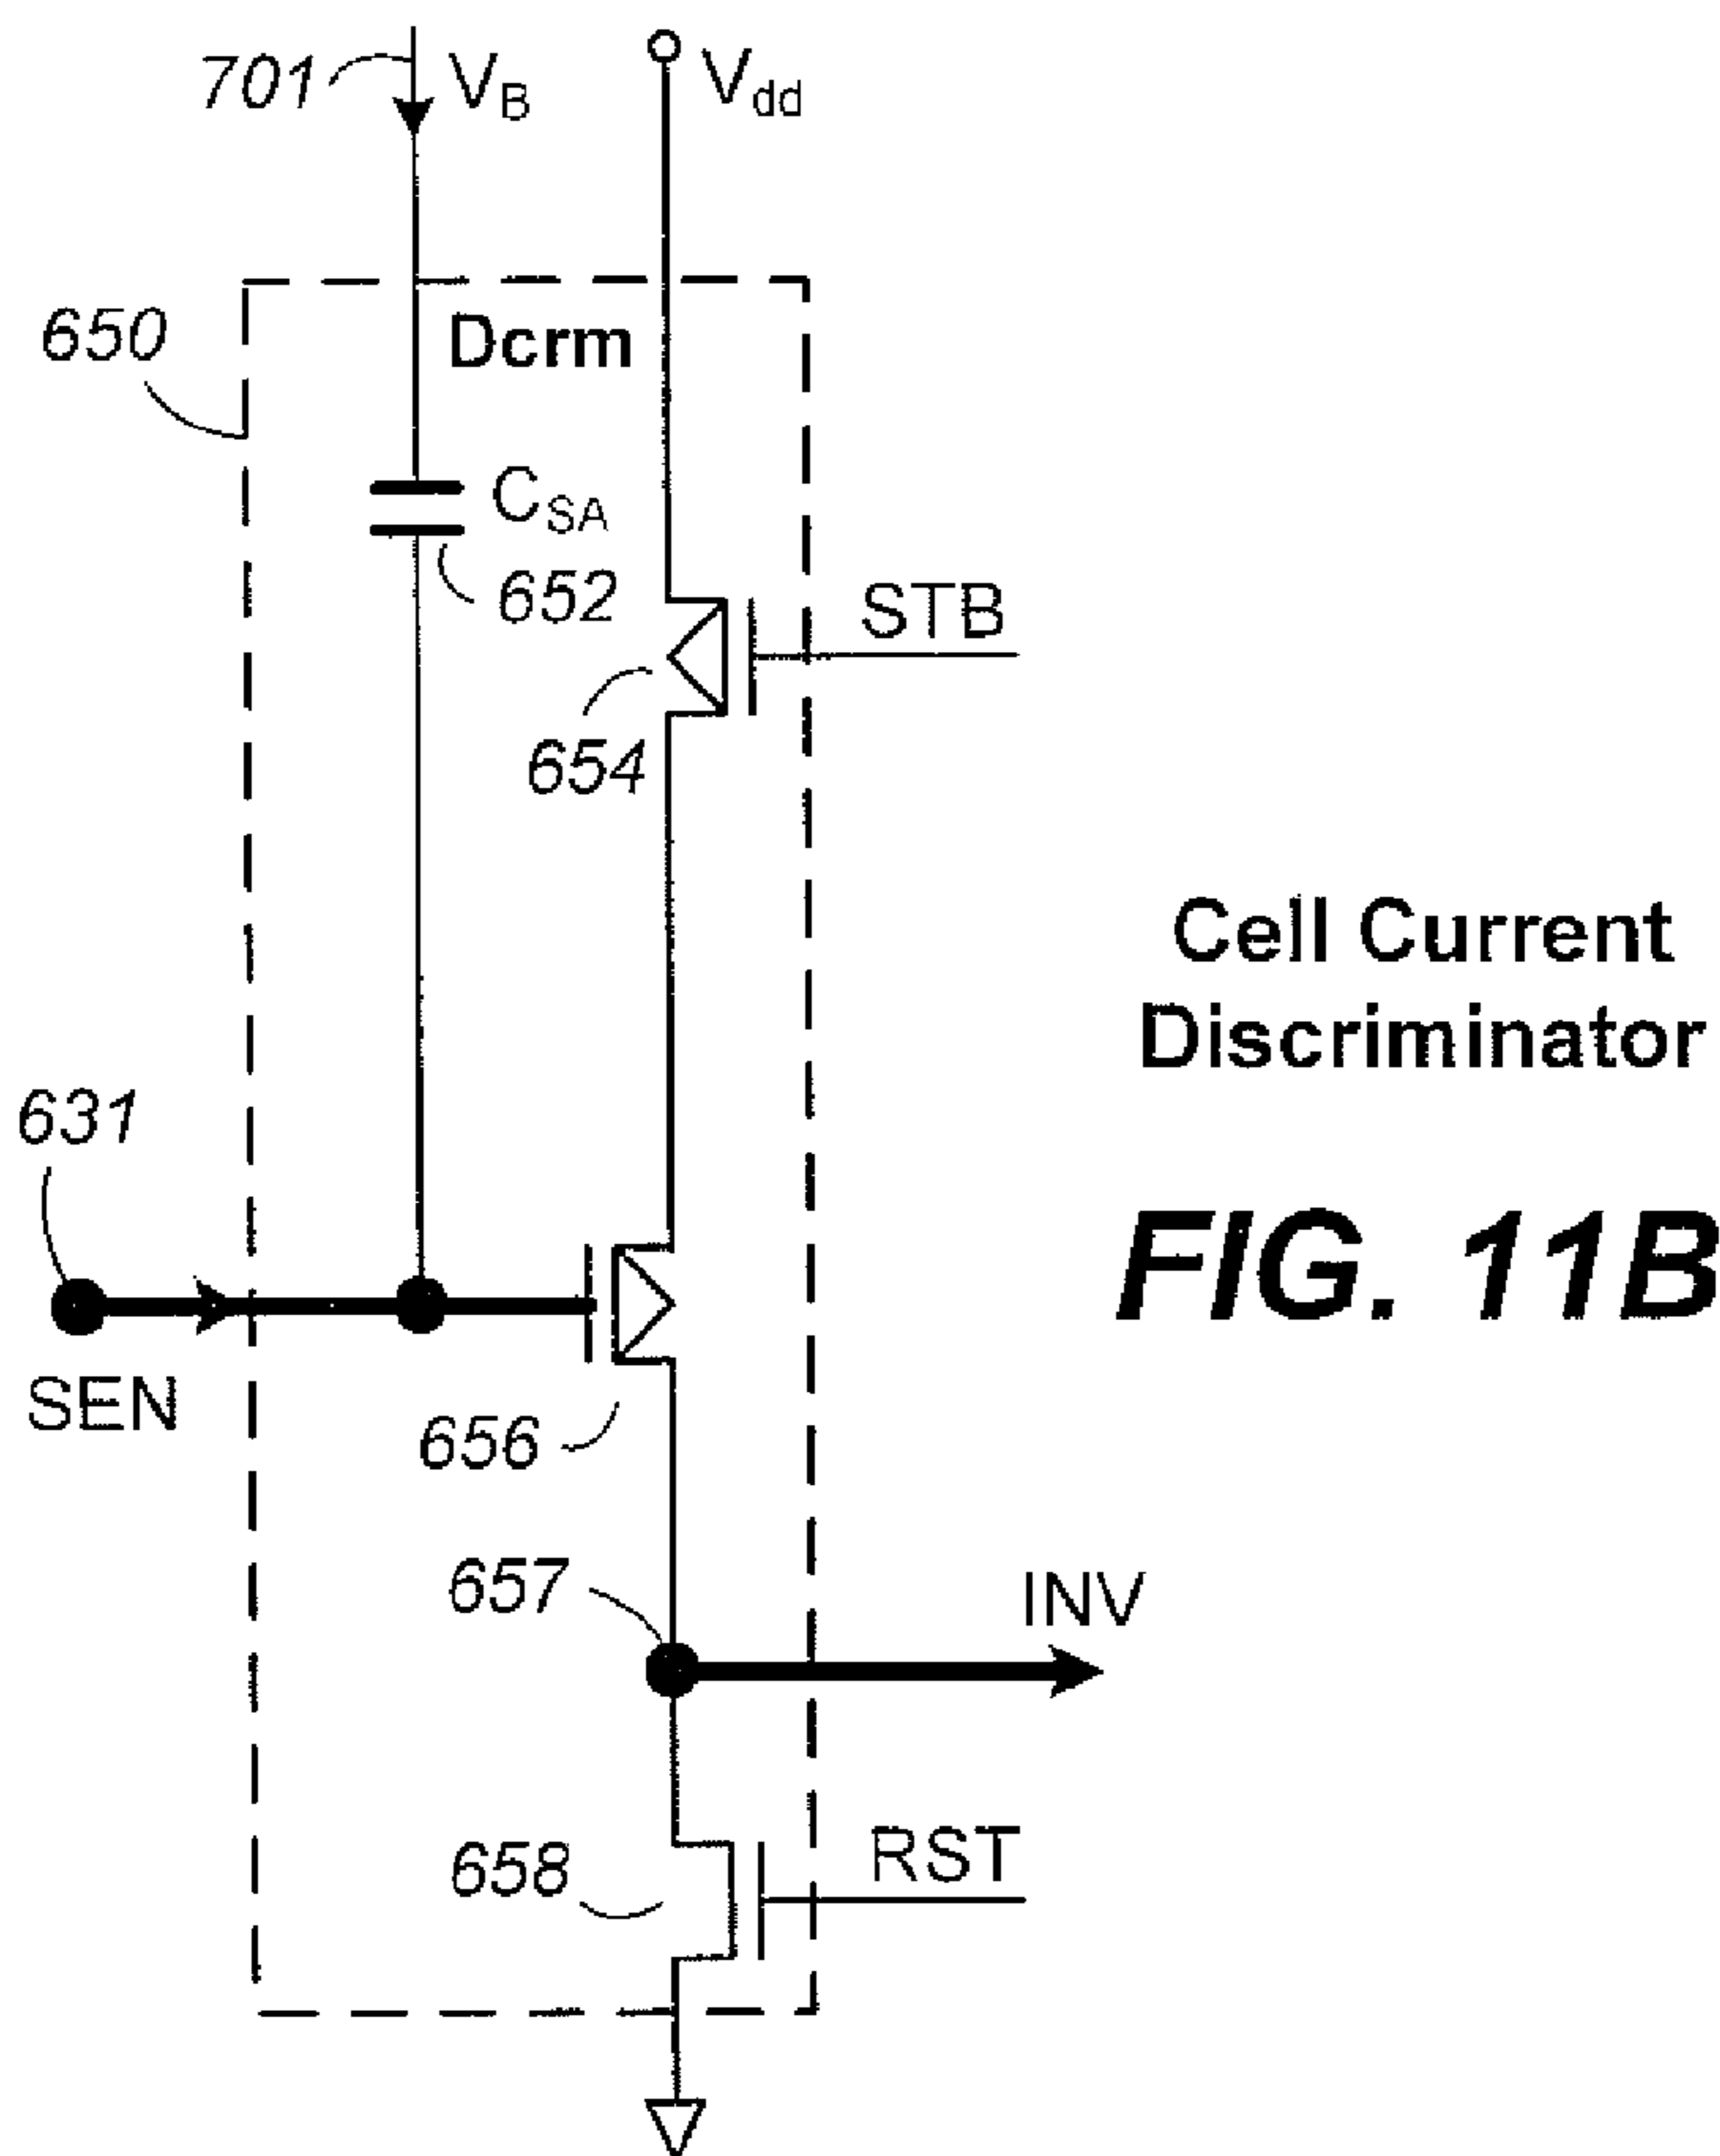 701 V_B V_dd
650 Dcrm
C_SA
652 STB
654
Cell Current
Discriminator
631
FIG. 11B
SEN
656
657 INV
658 RST